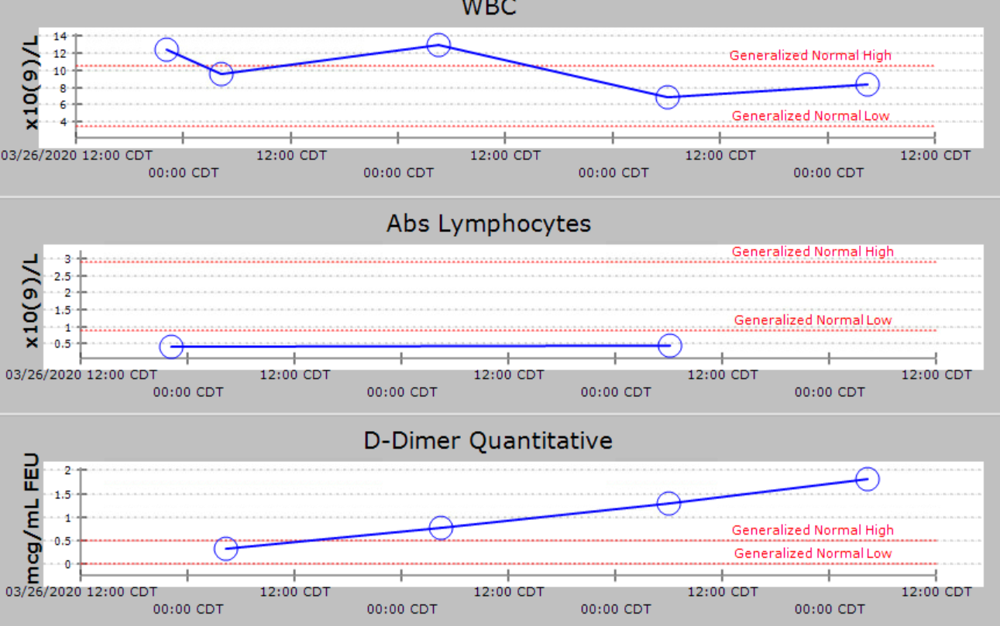 WBC
x10(9)/L
14
12
10
8
6
4
Generalized Normal High
Generalized Normal Low
03/26/2020 12:00 CDT 12:00 CDT 12:00 CDT 12:00 CDT 12:00 CDT
00:00 CDT 00:00 CDT 00:00 CDT 00:00 CDT
Abs Lymphocytes
x10(9)/L
3
2.5
2
1.5
1
0.5
Generalized Normal High
Generalized Normal Low
03/26/2020 12:00 CDT 12:00 CDT 12:00 CDT 12:00 CDT 12:00 CDT
00:00 CDT 00:00 CDT 00:00 CDT 00:00 CDT
D-Dimer Quantitative
mcg/mL FEU
2
1.5
1
0.5
0
Generalized Normal High
Generalized Normal Low
03/26/2020 12:00 CDT 12:00 CDT 12:00 CDT 12:00 CDT 12:00 CDT
00:00 CDT 00:00 CDT 00:00 CDT 00:00 CDT